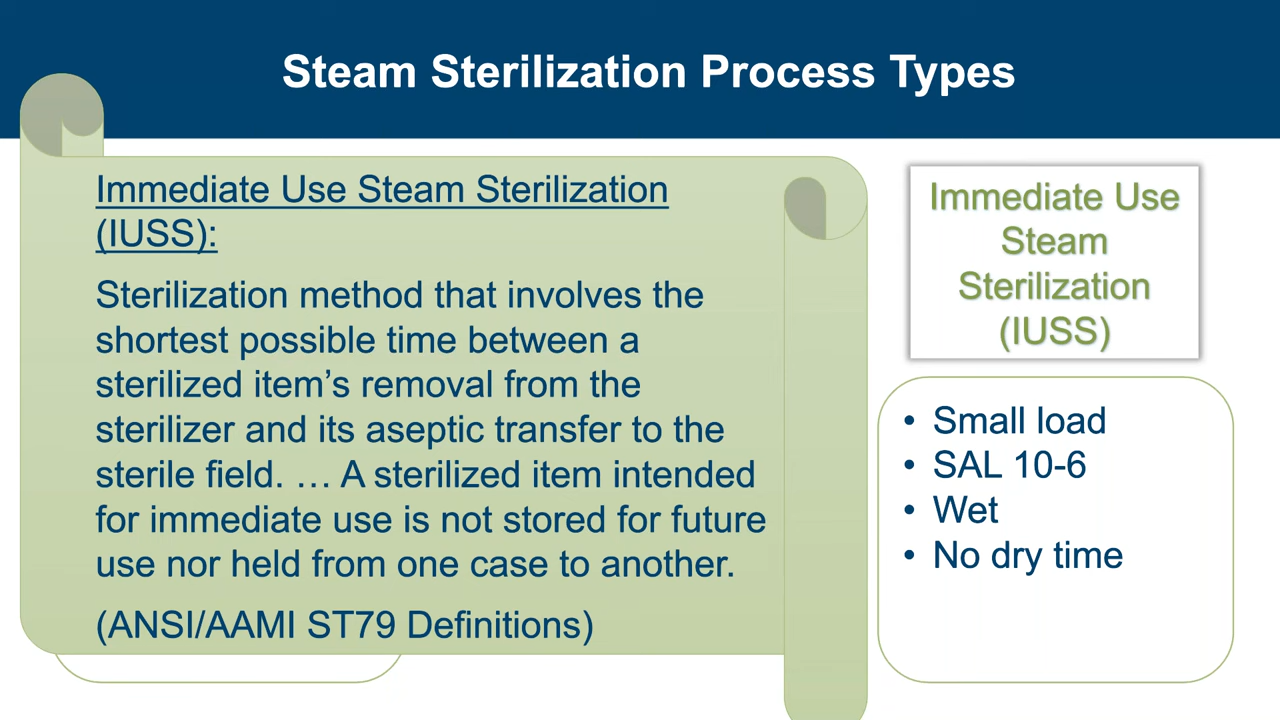 Steam Sterilization Process Types
Immediate Use Steam Sterilization
(IUSS):
Sterilization method that involves the
shortest possible time between a
sterilized item’s removal from the
sterilizer and its aseptic transfer to the
sterile field. … A sterilized item intended
for immediate use is not stored for future
use nor held from one case to another.
(ANSI/AAMI ST79 Definitions)
Immediate Use
Steam
Sterilization
(IUSS)
• Small load
• SAL 10-6
• Wet
• No dry time